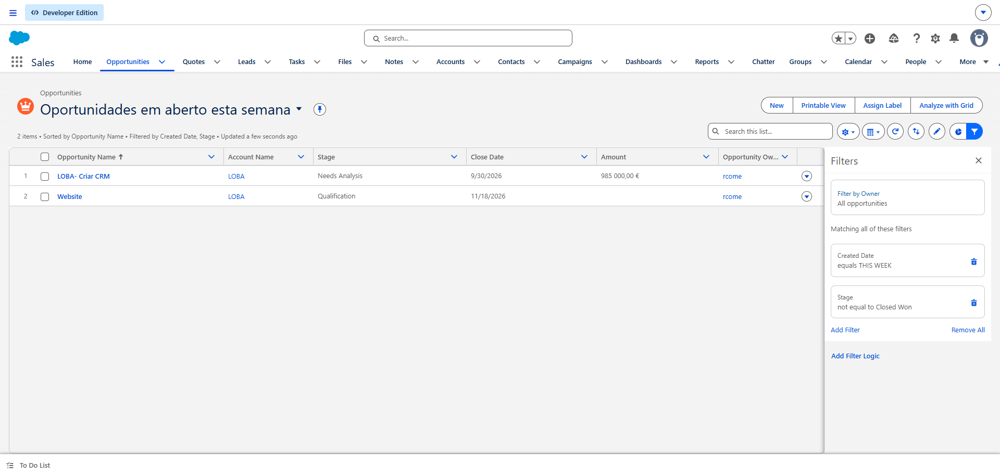 Developer Edition
Search...
Sales Home Opportunities Quotes Leads Tasks Files Notes Accounts Contacts Campaigns Dashboards Reports Chatter Groups Calendar People More
Opportunities
Oportunidades em aberto esta semana
New Printable View Assign Label Analyze with Grid
2 items • Sorted by Opportunity Name • Filtered by Created Date, Stage • Updated a few seconds ago
Search this list...
Opportunity Name Account Name Stage Close Date Amount Opportunity Ow...
1 LOBA- Criar CRM LOBA Needs Analysis 9/30/2026 985 000,00 € rcome
2 Website LOBA Qualification 11/18/2026 rcome
Filters
Filter by Owner
All opportunities
Matching all of these filters
Created Date
equals THIS WEEK
Stage
not equal to Closed Won
Add Filter Remove All
Add Filter Logic
To Do List